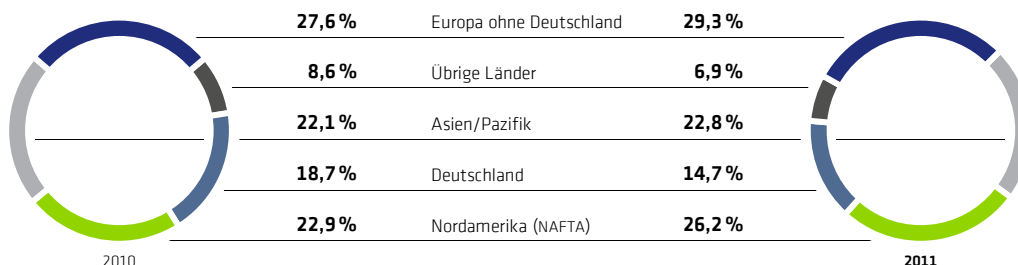 27,6 % Europa ohne Deutschland 29,3 %
8,6 % Übrige Länder 6,9 %
22,1 % Asien/Pazifik 22,8 %
18,7 % Deutschland 14,7 %
22,9 % Nordamerika (NAFTA) 26,2 %
2010 2011